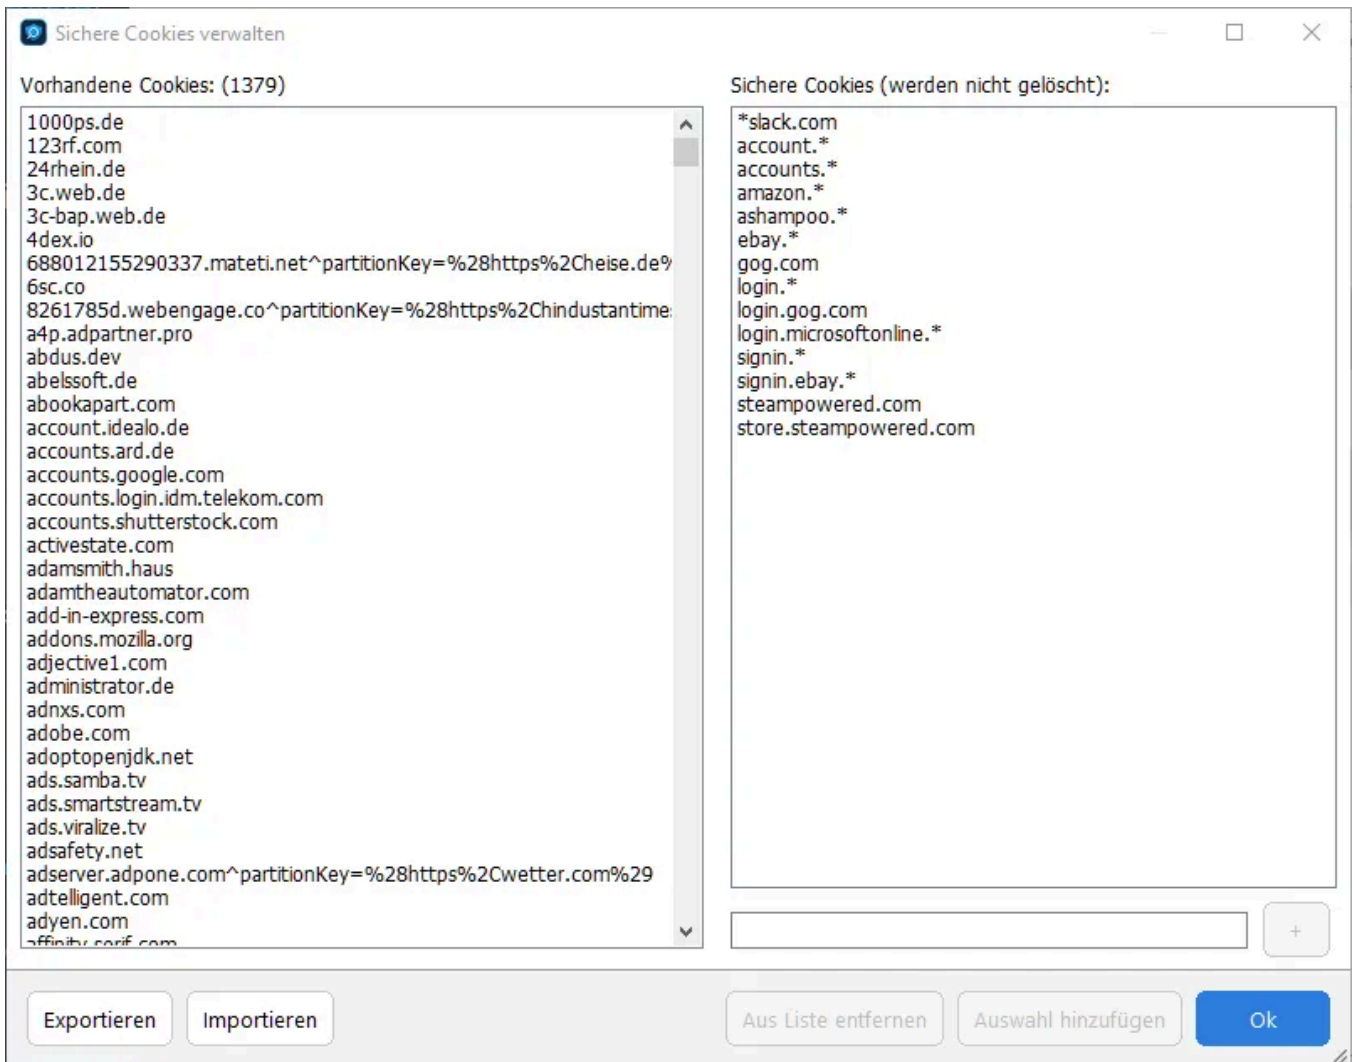 Sichere Cookies verwalten
Vorhandene Cookies: (1379)
1000ps.de
123rf.com
24rhein.de
3c.web.de
3c-bap.web.de
4dex.io
688012155290337.mateti.net^partitionKey=%28https%2Cheise.de%
6sc.co
8261785d.webengage.co^partitionKey=%28https%2Chindustantime
a4p.adpartner.pro
abdus.dev
abelssoft.de
abookapart.com
account.idealo.de
accounts.ard.de
accounts.google.com
accounts.login.idm.telekom.com
accounts.shutterstock.com
activestate.com
adamsmith.haus
adamtheautomator.com
add-in-express.com
addons.mozilla.org
adjective1.com
administrator.de
adnxs.com
adobe.com
adoptopenjdk.net
ads.samba.tv
ads.smartstream.tv
ads.viralize.tv
adsafety.net
adserver.adpone.com^partitionKey=%28https%2Cwetter.com%29
adtelligent.com
adyen.com
affinity.serif.com
Sichere Cookies (werden nicht gelöscht):
*slack.com
account.*
accounts.*
amazon.*
ashampoo.*
ebay.*
gog.com
login.*
login.gog.com
login.microsoftonline.*
signin.*
signin.ebay.*
steampowered.com
store.steampowered.com
+
Exportieren
Importieren
Aus Liste entfernen
Auswahl hinzufügen
Ok